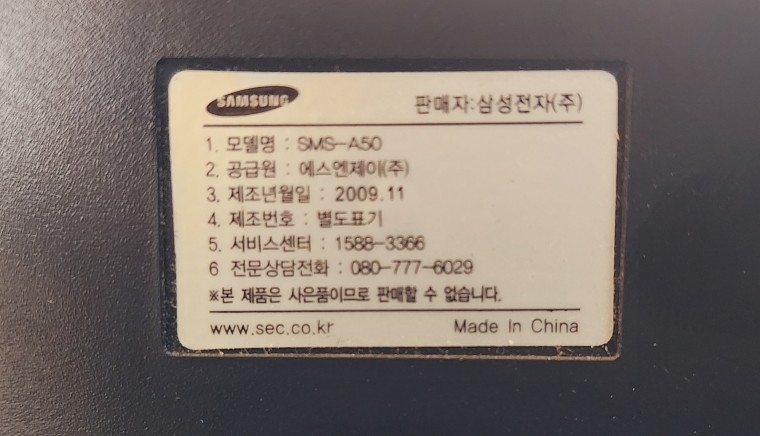 SAMSUNG 판매자:삼성전자(주)
1. 모델명 : SMS-A50
2. 공급원 : 에스엔제이(주)
3. 제조년월일 : 2009.11
4. 제조번호 : 별도표기
5. 서비스센터 : 1588-3366
6 전문상담전화 : 080-777-6029
※본 제품은 사은품이므로 판매할 수 없습니다.
www.sec.co.kr Made In China